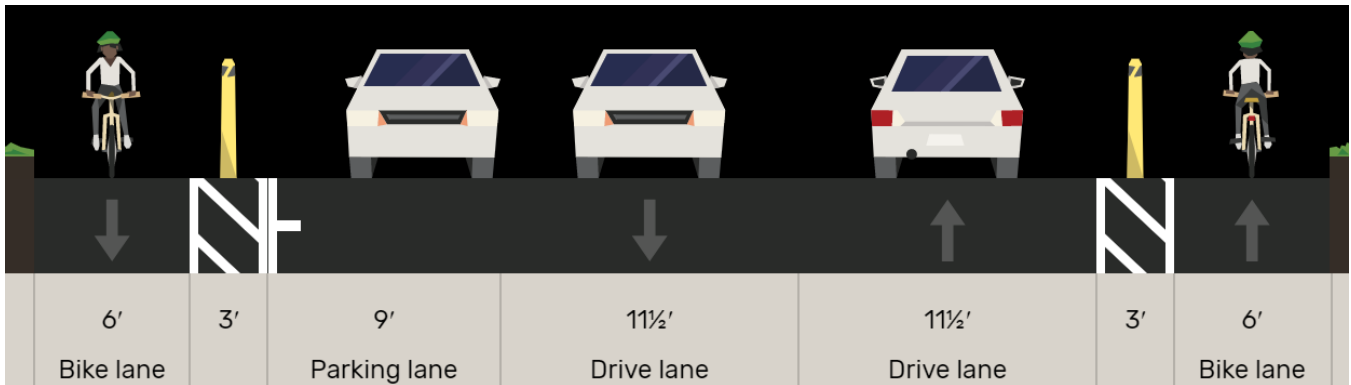 6′ 3′ 9′ 11½′ 11½′ 3′ 6′
Bike lane Parking lane Drive lane Drive lane Bike lane